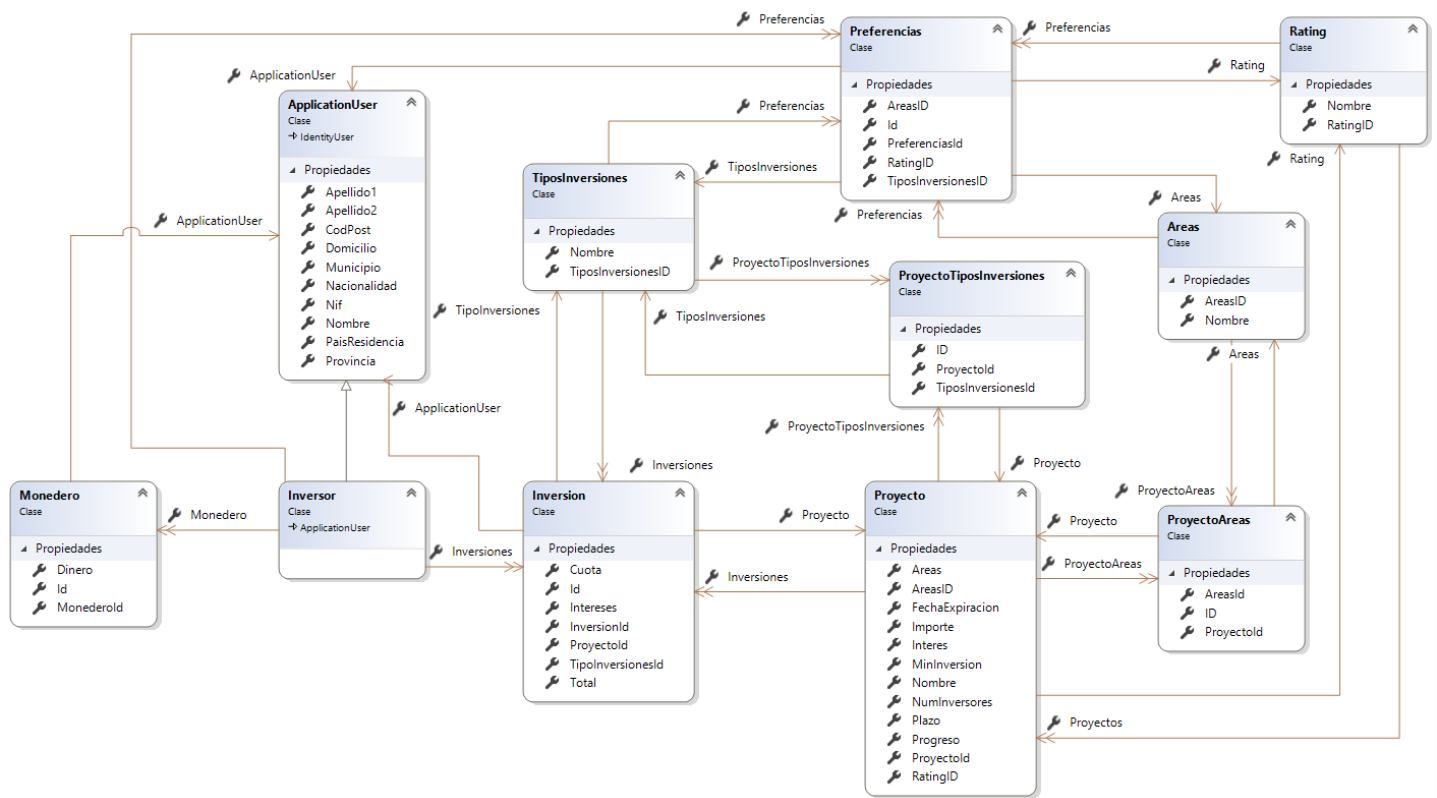 Preferencias
ApplicationUser
Preferencias
Clase
Propiedades
AreasID
Id
PreferenciasId
RatingID
TiposInversionesID
Preferencias
Rating
Rating
Clase
Propiedades
Nombre
RatingID
ApplicationUser
Clase
IdentityUser
Propiedades
Apellido1
Apellido2
CodPost
Domicilio
Municipio
Nacionalidad
Nif
Nombre
PaisResidencia
Provincia
Preferencias
TiposInversiones
TiposInversiones
Clase
Propiedades
Nombre
TiposInversionesID
Preferencias
Areas
Rating
Areas
Clase
Propiedades
AreasID
Nombre
ApplicationUser
ProyectoTiposInversiones
ProyectoTiposInversiones
Clase
Propiedades
ID
ProyectoId
TiposInversionesId
TipoInversiones
TiposInversiones
Areas
ApplicationUser
ProyectoTiposInversiones
Inversiones
Proyecto
ProyectoAreas
Monedero
Clase
Propiedades
Dinero
Id
MonederoId
Monedero
Inversor
Clase
ApplicationUser
Inversiones
Inversion
Clase
Propiedades
Cuota
Id
Intereses
InversionId
ProyectoId
TipoInversionesId
Total
Proyecto
Inversiones
Proyecto
Clase
Propiedades
Areas
AreasID
FechaExpiracion
Importe
Interes
MinInversion
Nombre
NumInversores
Plazo
Progreso
ProyectoId
RatingID
Proyecto
ProyectoAreas
ProyectoAreas
Clase
Propiedades
AreasId
ID
ProyectoId
Proyectos